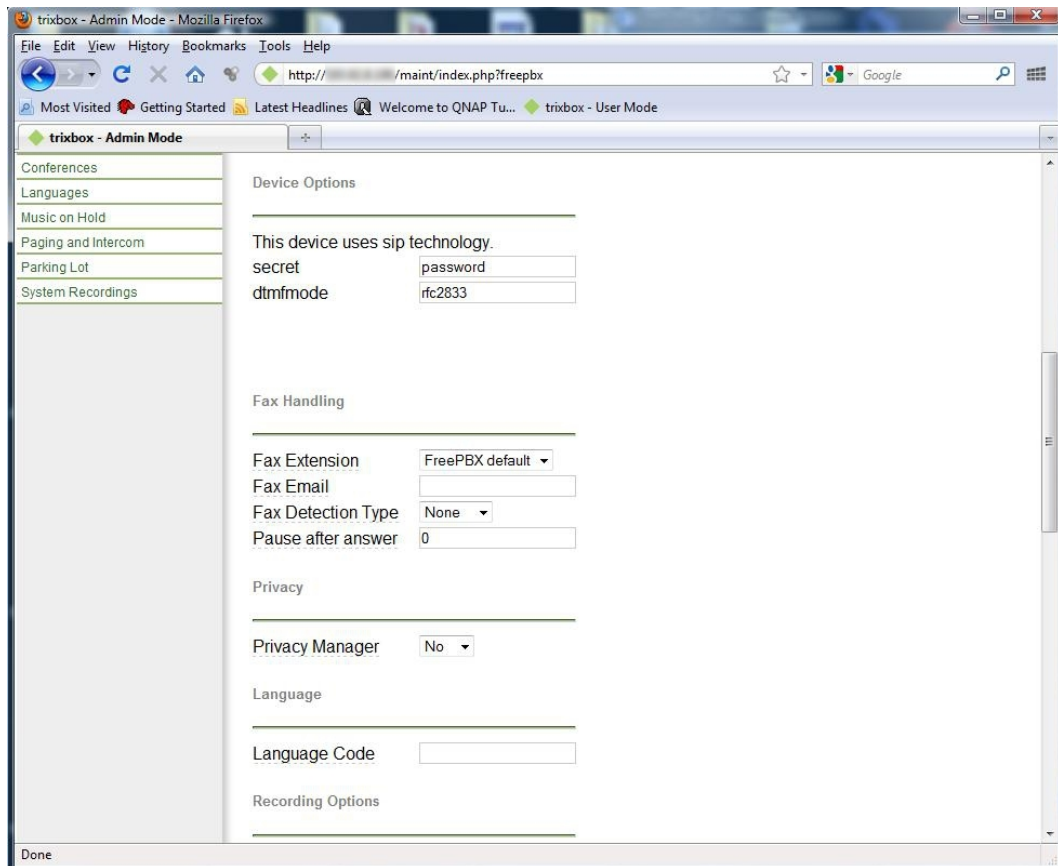 trixbox - Admin Mode - Mozilla Firefox
File Edit View History Bookmarks Tools Help
http:// /maint/index.php?freepbx
Google
Most Visited Getting Started Latest Headlines Welcome to QNAP Tu... trixbox - User Mode
trixbox - Admin Mode
Conferences
Languages
Music on Hold
Paging and Intercom
Parking Lot
System Recordings
Device Options
This device uses sip technology.
secret password
dtmfmode rfc2833
Fax Handling
Fax Extension FreePBX default
Fax Email
Fax Detection Type None
Pause after answer 0
Privacy
Privacy Manager No
Language
Language Code
Recording Options
Done